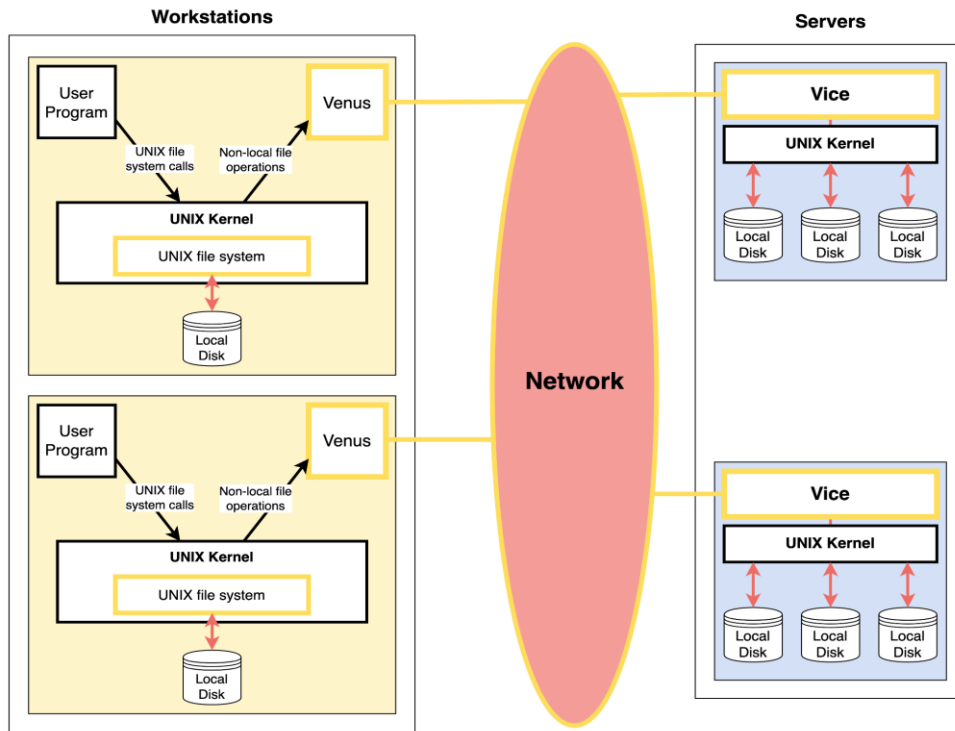 Workstations
User
Program
Venus
UNIX file
system calls
Non-local file
operations
UNIX Kernel
UNIX file system
Local
Disk
User
Program
Venus
UNIX file
system calls
Non-local file
operations
UNIX Kernel
UNIX file system
Local
Disk
Network
Servers
Vice
UNIX Kernel
Local
Disk
Local
Disk
Local
Disk
Vice
UNIX Kernel
Local
Disk
Local
Disk
Local
Disk